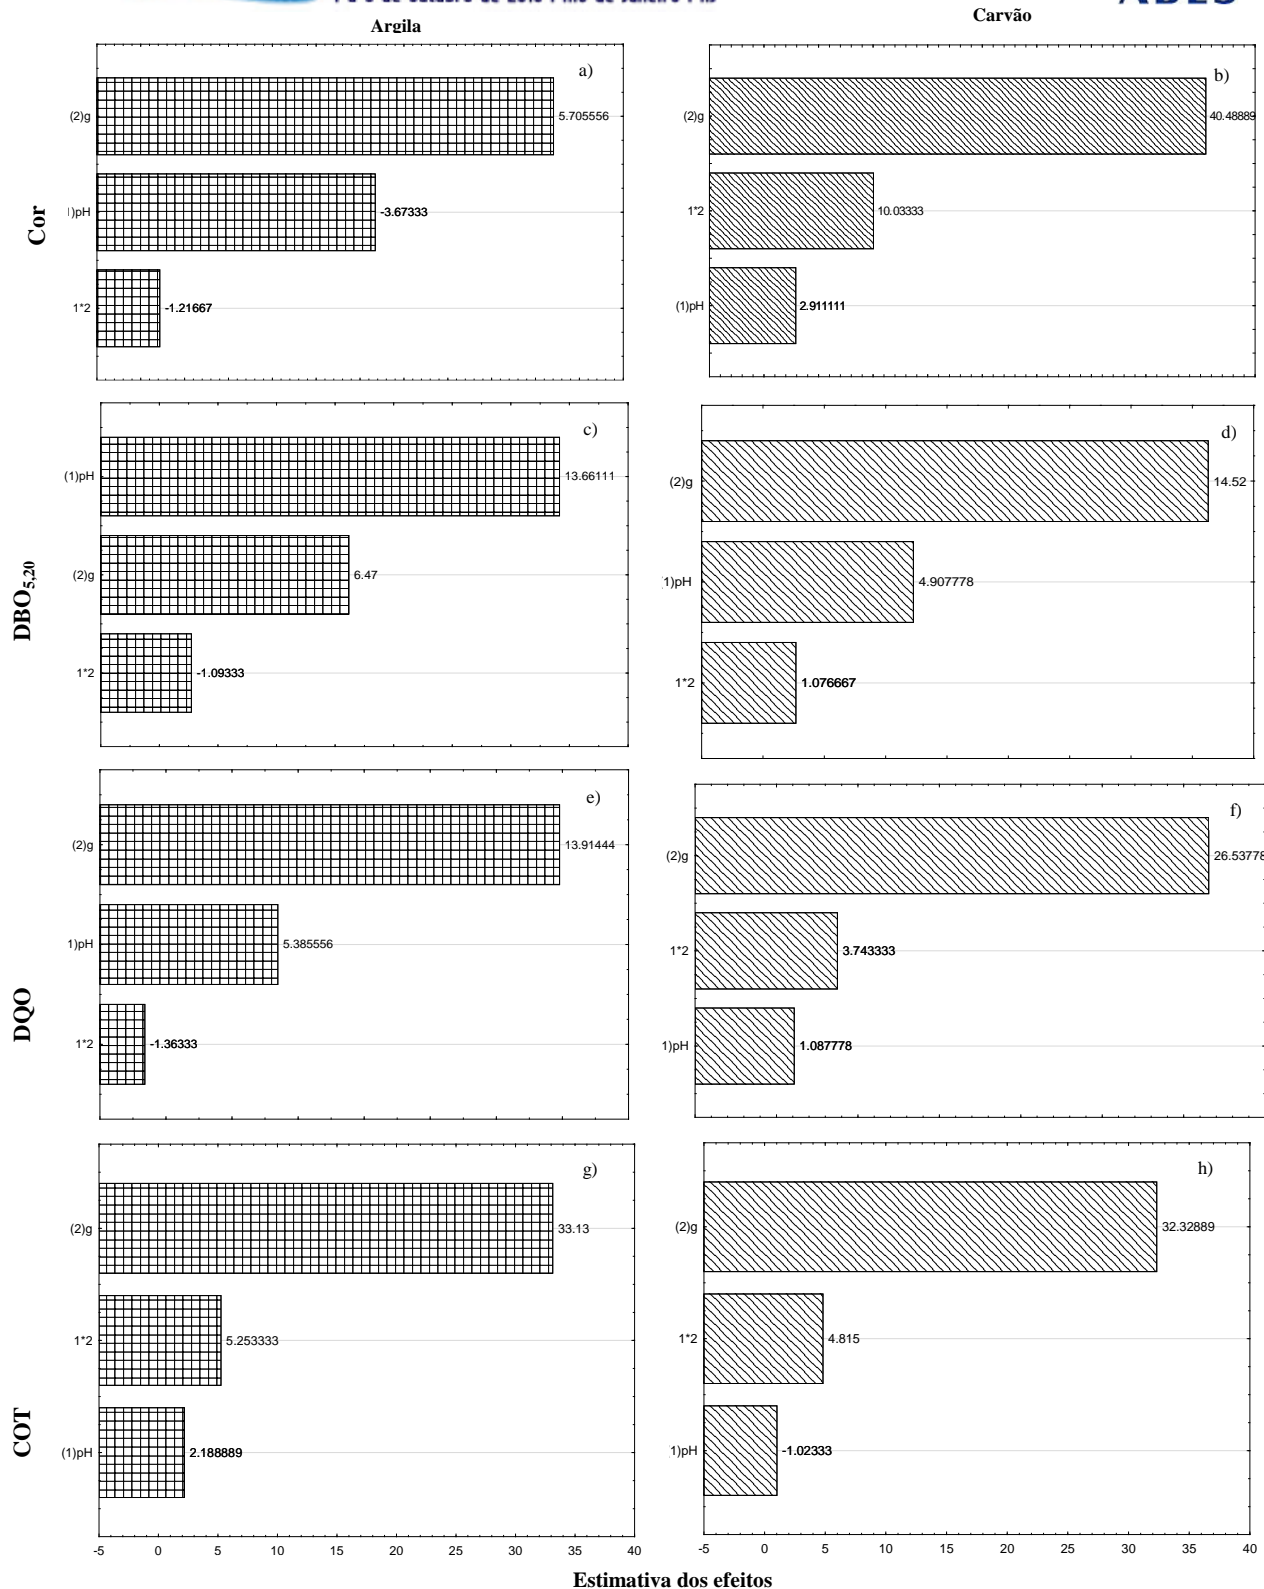 Argila
Carvão
Cor
a)
(2)g
5.705556
)pH
-3.67333
1*2
-1.21667
b)
(2)g
40.48889
1*2
10.03333
(1)pH
2.911111
DBO5,20
c)
(1)pH
13.66111
(2)g
6.47
1*2
-1.09333
d)
(2)g
14.52
1)pH
4.907778
1*2
1.076667
DQO
e)
(2)g
13.91444
1)pH
5.385556
1*2
-1.36333
f)
(2)g
26.53778
1*2
3.743333
1)pH
1.087778
COT
g)
(2)g
33.13
1*2
5.253333
(1)pH
2.188889
-5 0 5 10 15 20 25 30 35 40
h)
(2)g
32.32889
1*2
4.815
1)pH
-1.02333
-5 0 5 10 15 20 25 30 35 40
Estimativa dos efeitos